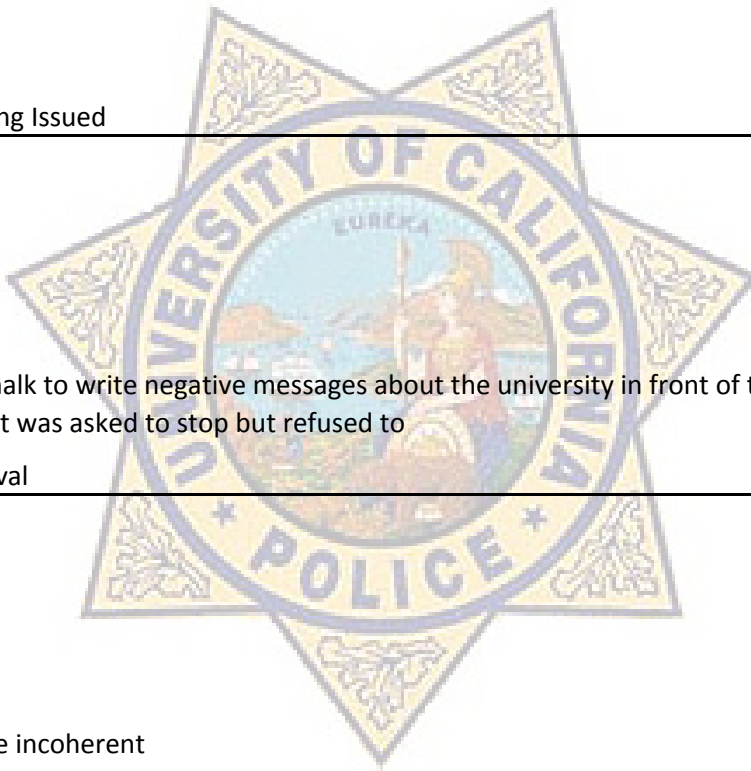 ng Issued
UNIVERSITY OF CALIFORNIA
EUREKA
alk to write negative messages about the university in front of t
t was asked to stop but refused to
val
POLICE
e incoherent